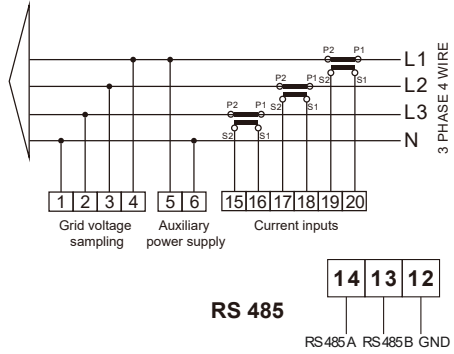 P2 P1
L1
P2 P1 S2 S1
L2
P2 P1 S2 S1
L3
S2 S1
N
3 PHASE 4 WIRE
1 2 3 4 5 6 15 16 17 18 19 20
Grid voltage sampling
Auxiliary power supply
Current inputs
14 13 12
RS 485
RS485A RS485B GND